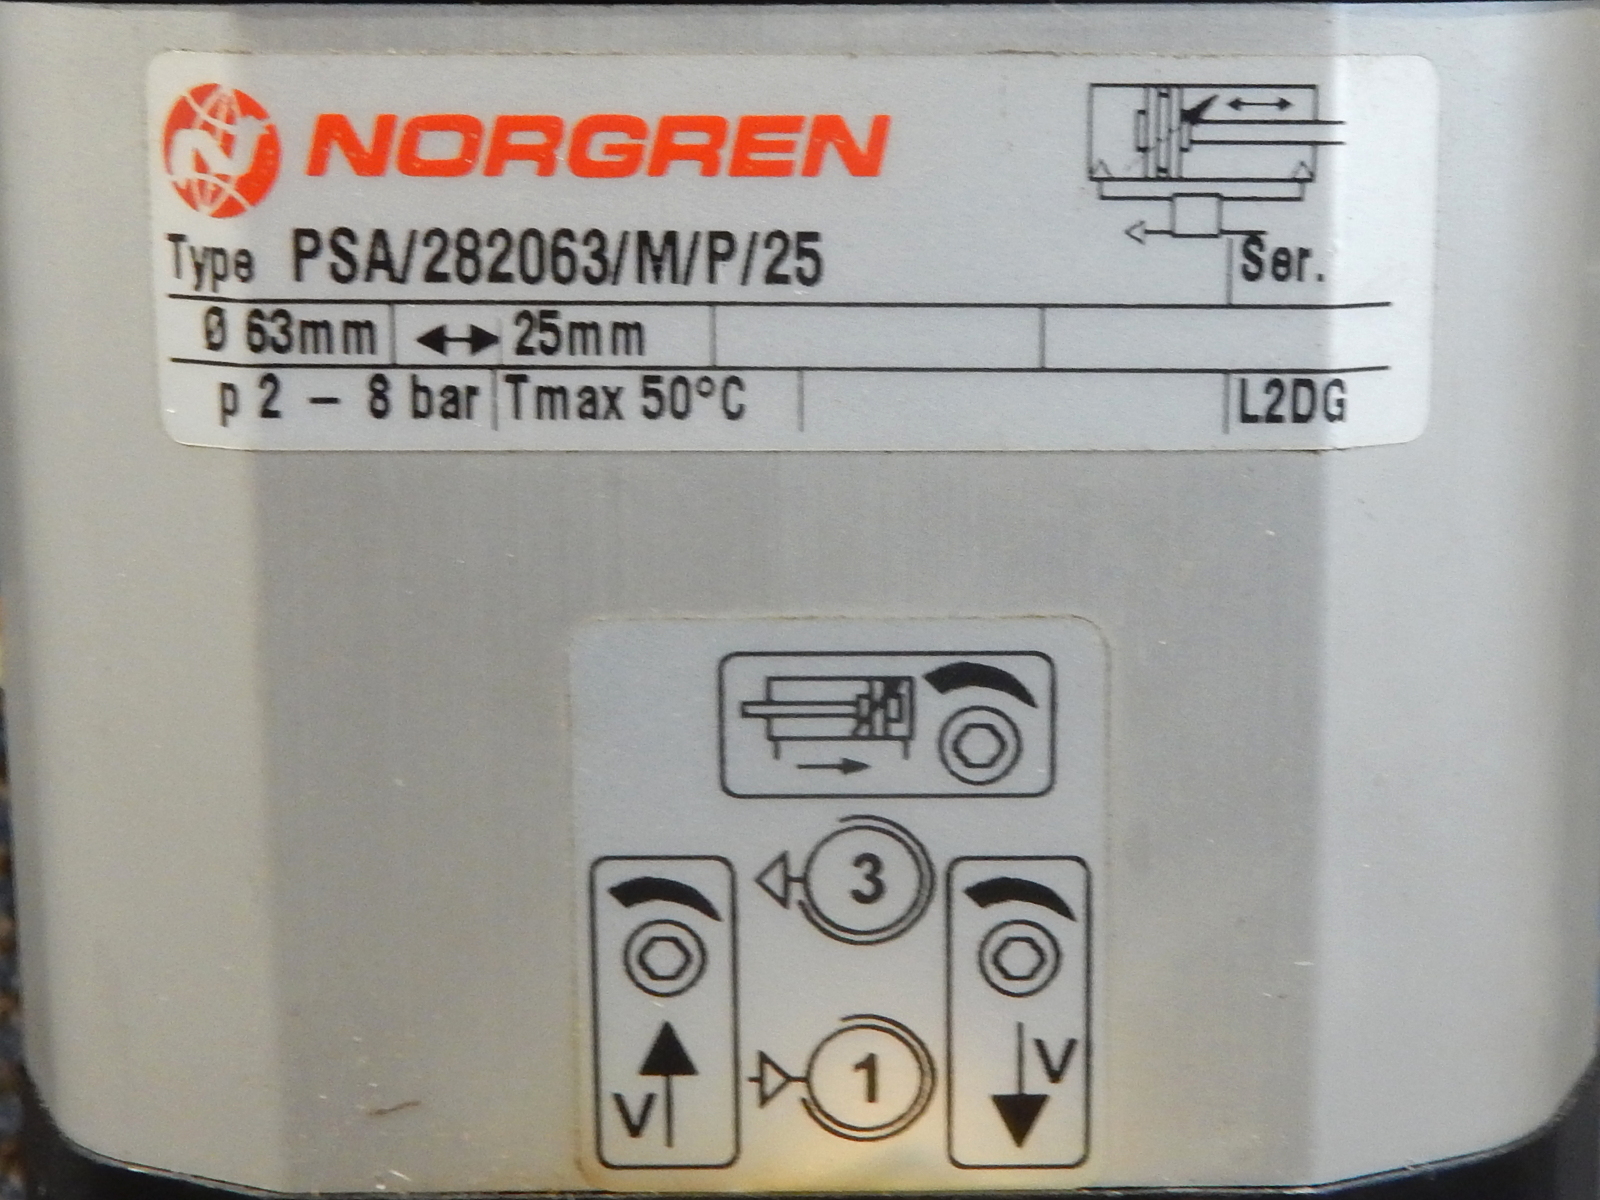 NORGREN
Type PSA/282063/M/P/25 Ser.
Ø 63mm 25mm
p 2 - 8 bar Tmax 50°C L2DG
3
1
V
V